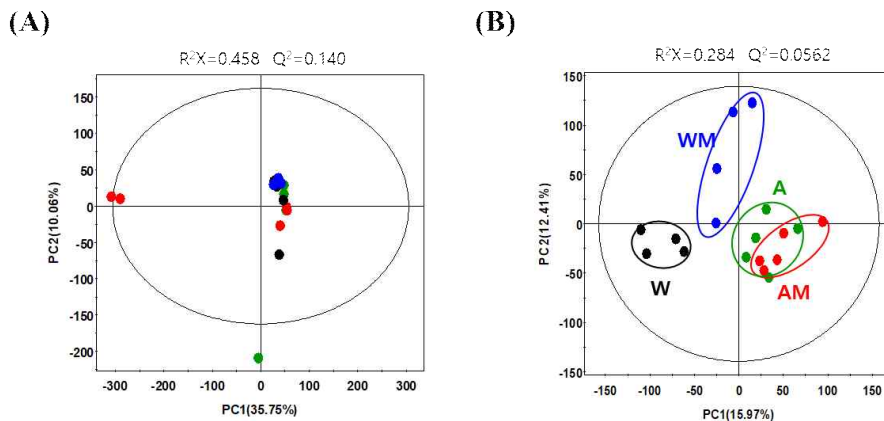 (A)
R²X=0.458 Q²=0.140
150
100
50
0
-50
-100
-150
-200
PC2(10.06%)
-300 -200 -100 0 100 200 300
PC1(35.75%)
(B)
R²X=0.284 Q²=0.0562
150
100
50
0
-50
-100
-150
PC2(12.41%)
WM
A
W
AM
-150 -100 -50 0 50 100 150
PC1(15.97%)